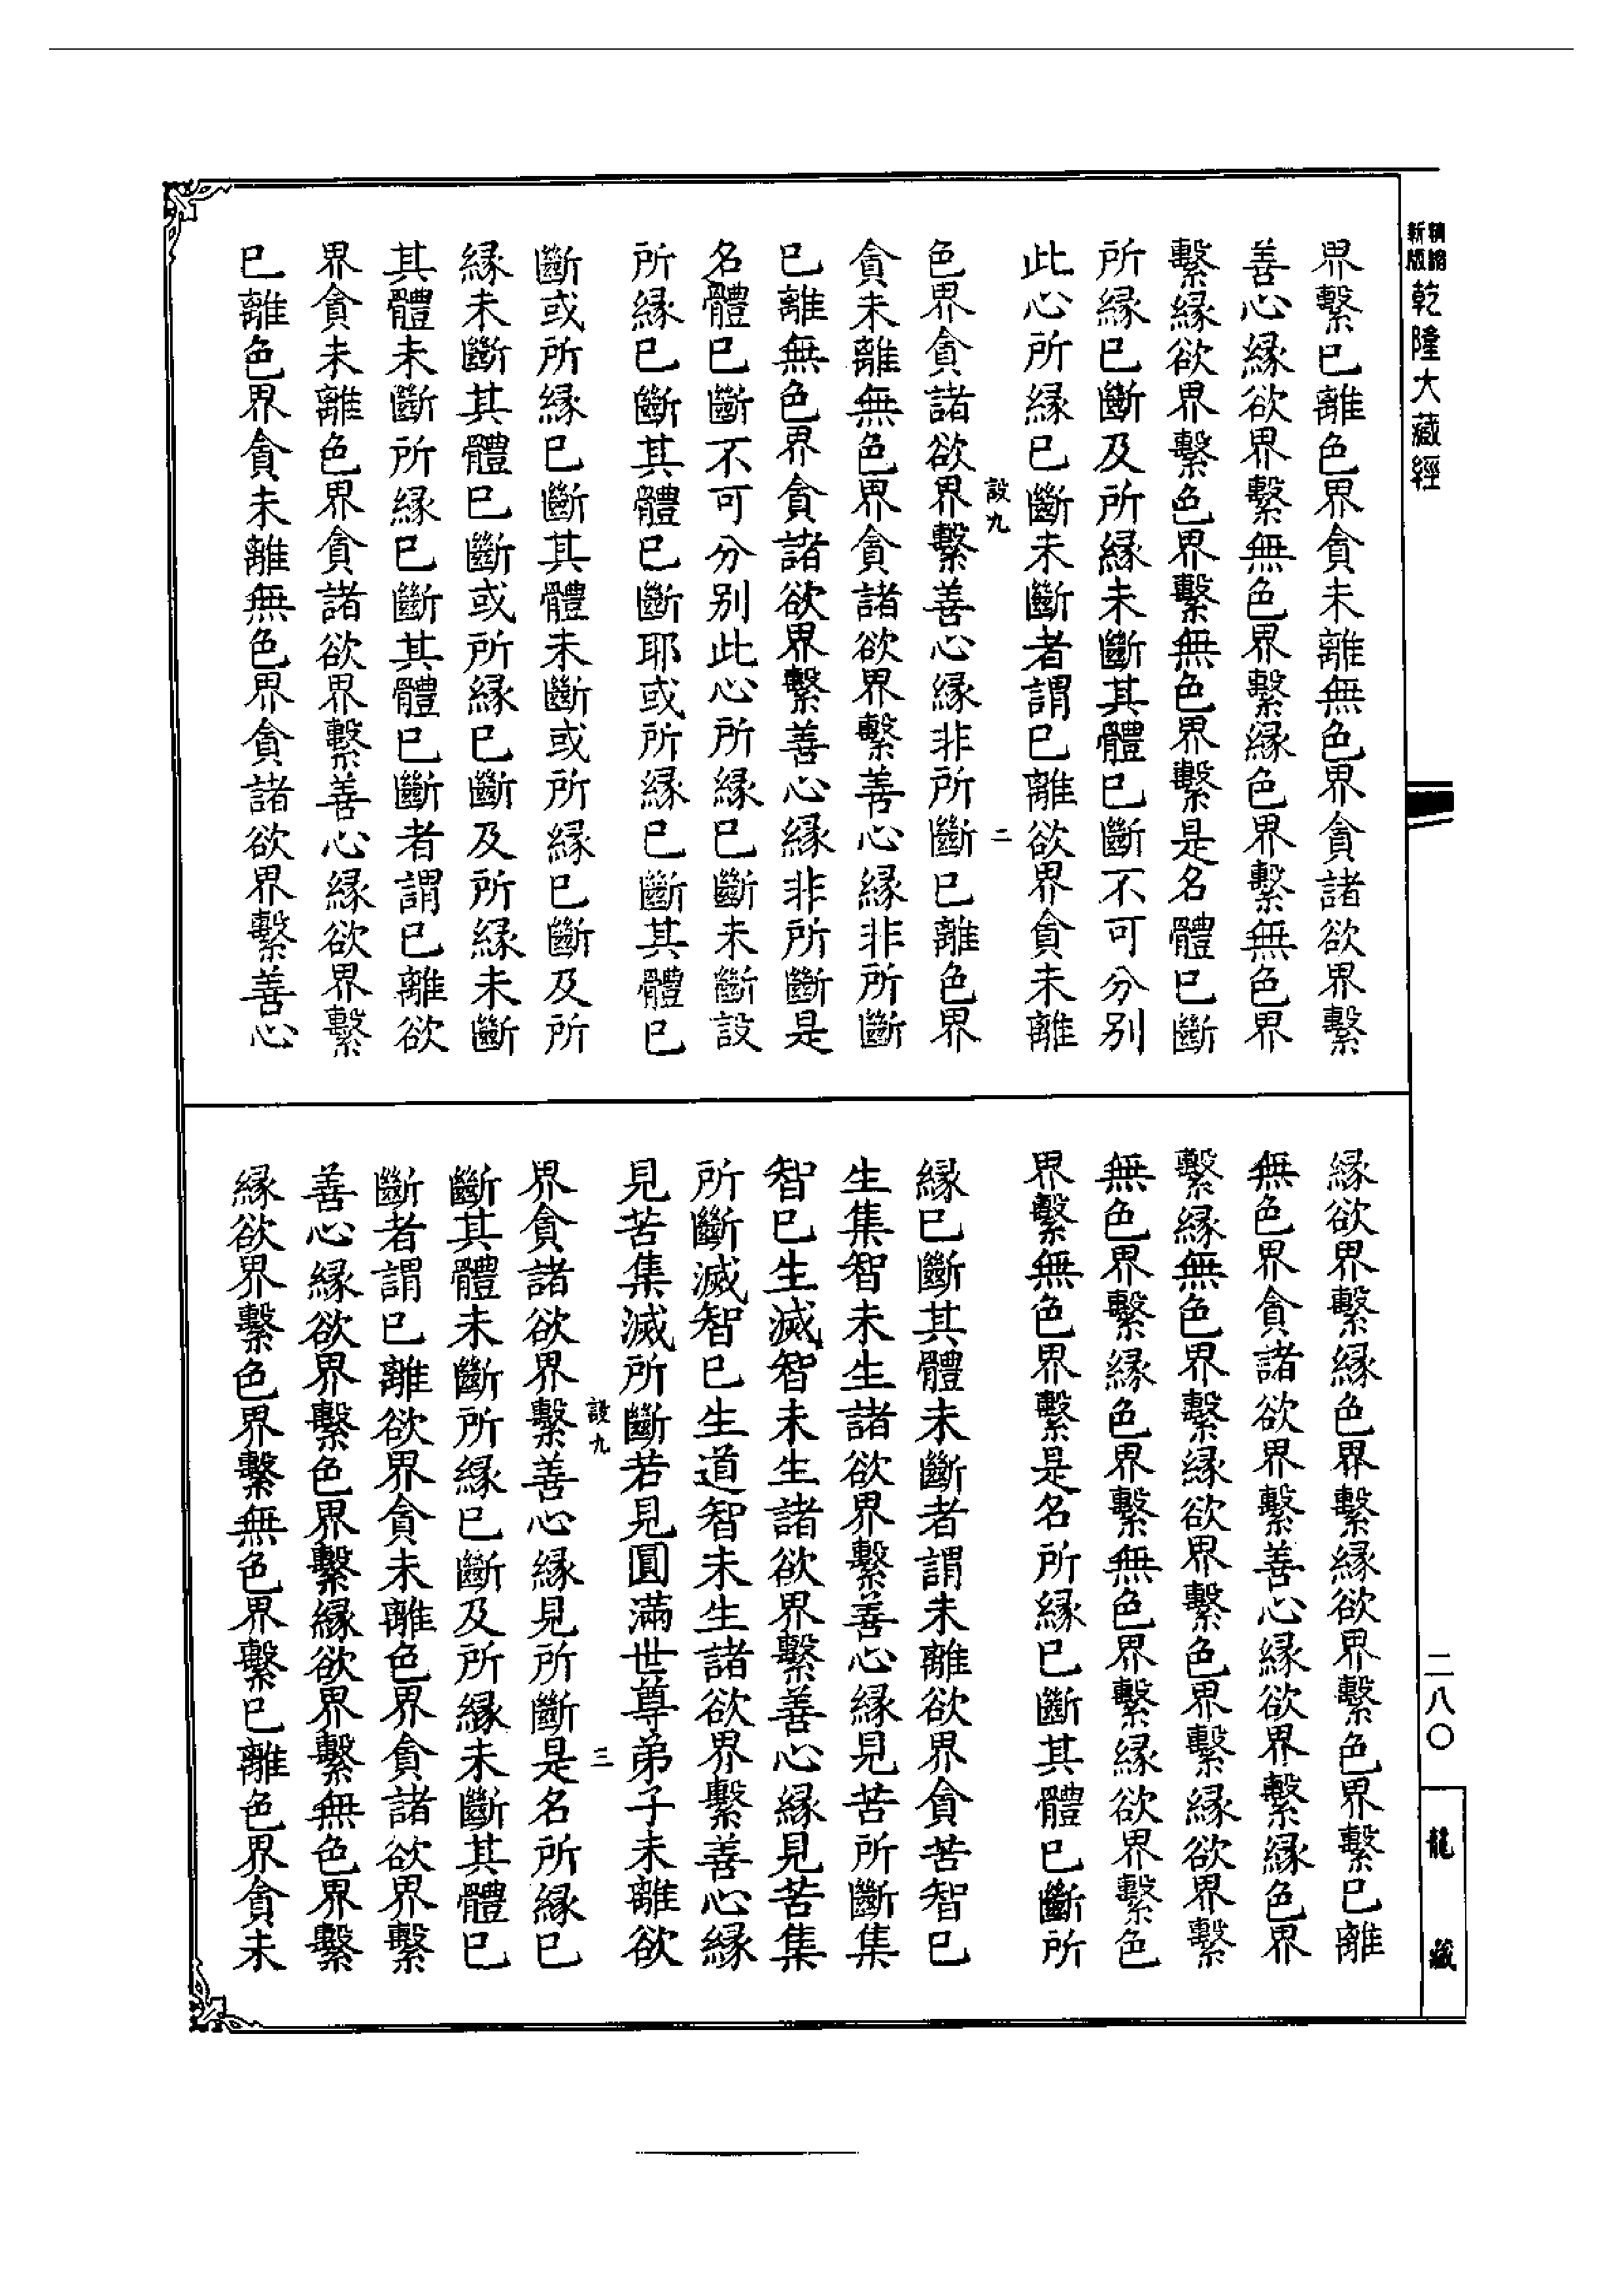 新版精縮乾隆大藏經
界繫已離色界貪未離無色界貪諸欲界繫
善心緣欲界繫無色界繫緣色界繫無色界
繫緣欲界繫色界繫無色界繫是名體已斷
所緣已斷及所緣未斷其體已斷不可分別
此心所緣已斷未斷者謂已離欲界貪未離
設九 二
色界貪諸欲界繫善心緣非所斷已離色界
貪未離無色界貪諸欲界繫善心緣非所斷
已離無色界貪諸欲界繫善心緣非所斷是
名體已斷不可分別此心所緣已斷未斷設
所緣已斷其體已斷耶或所緣已斷其體已
斷或所緣已斷其體未斷或所緣已斷及所
緣未斷其體已斷或所緣已斷及所緣未斷
其體未斷所緣已斷其體已斷者謂已離欲
界貪未離色界貪諸欲界繫善心緣欲界繫
已離色界貪未離無色界貪諸欲界繫善心
緣欲界繫緣色界繫緣欲界繫色界繫已離
無色界貪諸欲界繫善心緣欲界繫緣色界
繫緣無色界繫緣欲界繫色界繫緣欲界繫
無色界繫緣色界繫無色界繫緣欲界繫色
界繫無色界繫是名所緣已斷其體已斷所
緣已斷其體未斷者謂未離欲界貪苦智已
生集智未生諸欲界繫善心緣見苦所斷集
智已生滅智未生諸欲界繫善心緣見苦集
所斷滅智已生道智未生諸欲界繫善心緣
見苦集滅所斷若見圓滿世尊弟子未離欲
設九 三
界貪諸欲界繫善心緣見所斷是名所緣已
斷其體未斷所緣已斷及所緣未斷其體已
斷者謂已離欲界貪未離色界貪諸欲界繫
善心緣欲界繫色界繫緣欲界繫無色界繫
緣欲界繫色界繫無色界繫已離色界貪未
二八〇
龍藏